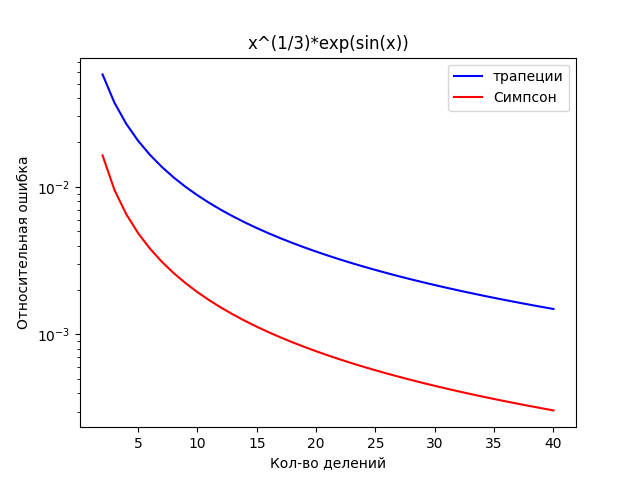 x^(1/3)*exp(sin(x))
трапеции
Симпсон
Относительная ошибка
10⁻²
10⁻³
5 10 15 20 25 30 35 40
Кол-во делений